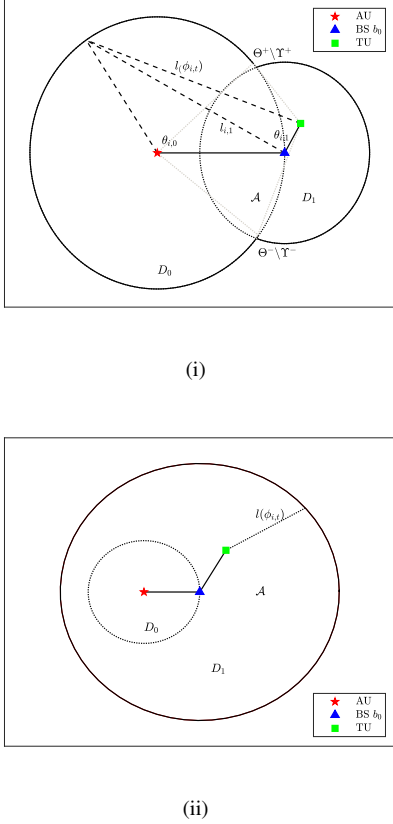 AU
BS b₀
TU
Θ⁺\Υ⁺
l(ϕᵢ,ₜ)
lᵢ,₁
θᵢ,₀
θᵢ,₁
𝒜
D₁
Θ⁻\Υ⁻
D₀
(i)
l(ϕᵢ,ₜ)
𝒜
D₀
D₁
AU
BS b₀
TU
(ii)